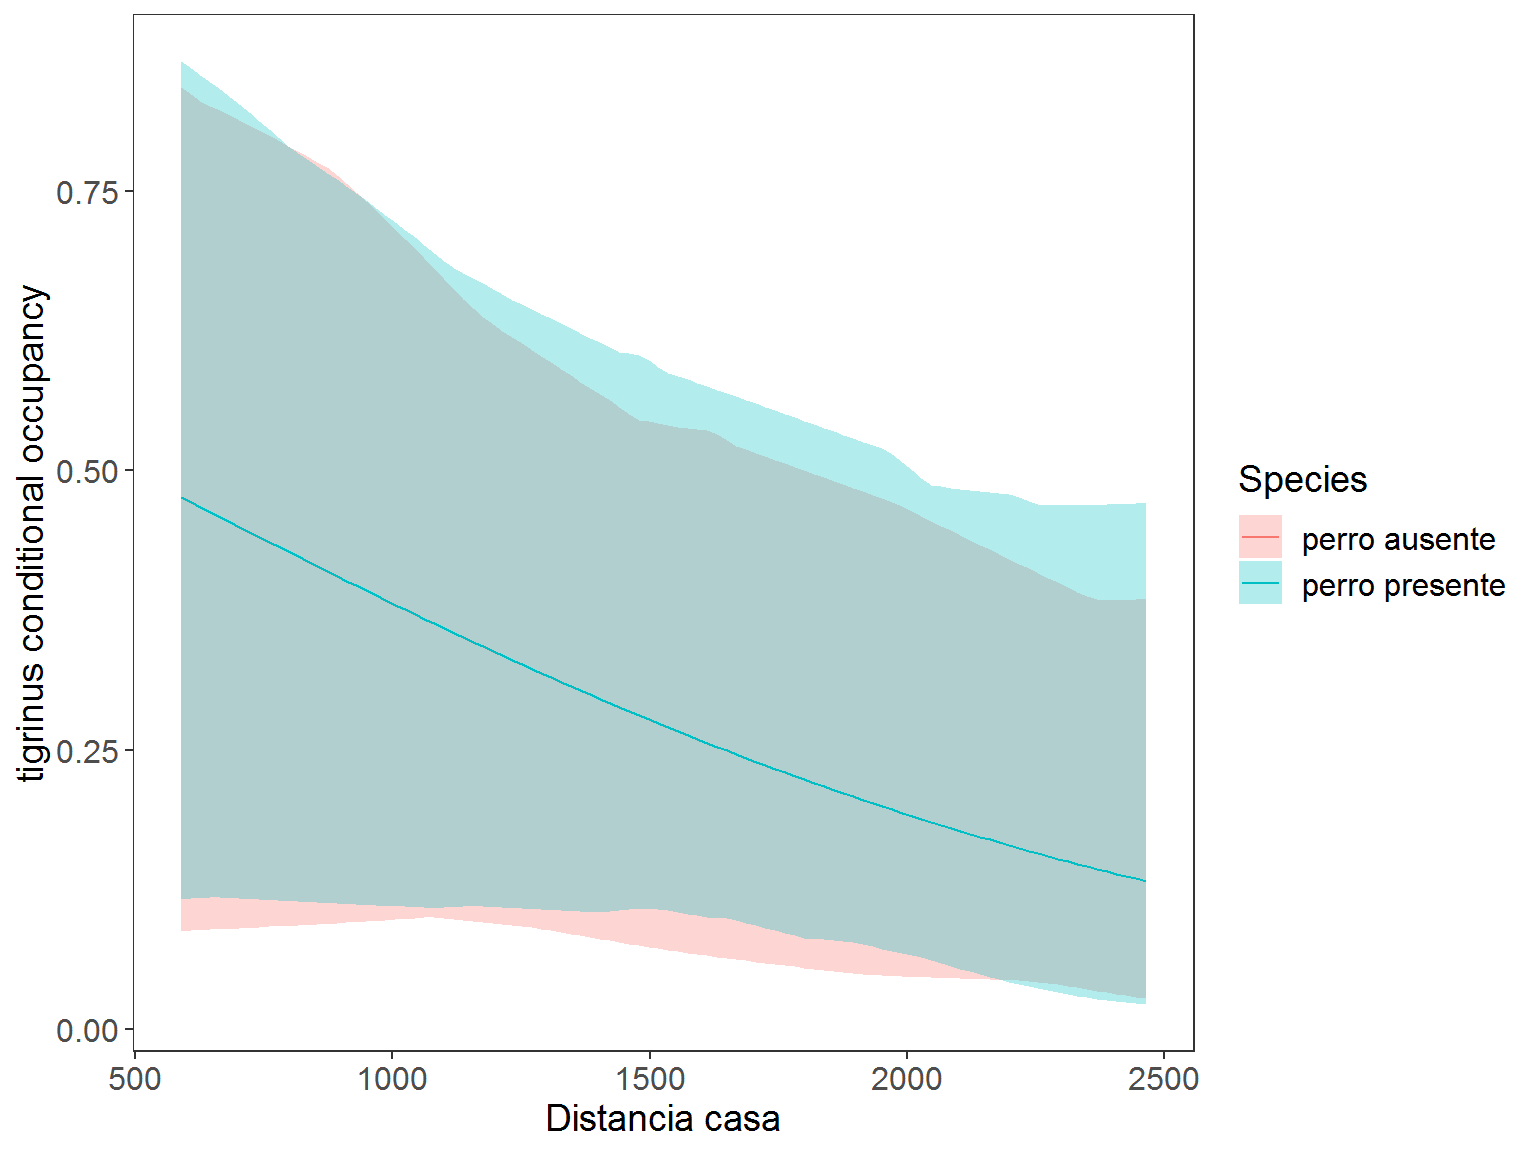 tigrinus conditional occupancy
0.75
0.50
0.25
0.00
500
1000
1500
2000
2500
Distancia casa
Species
perro ausente
perro presente